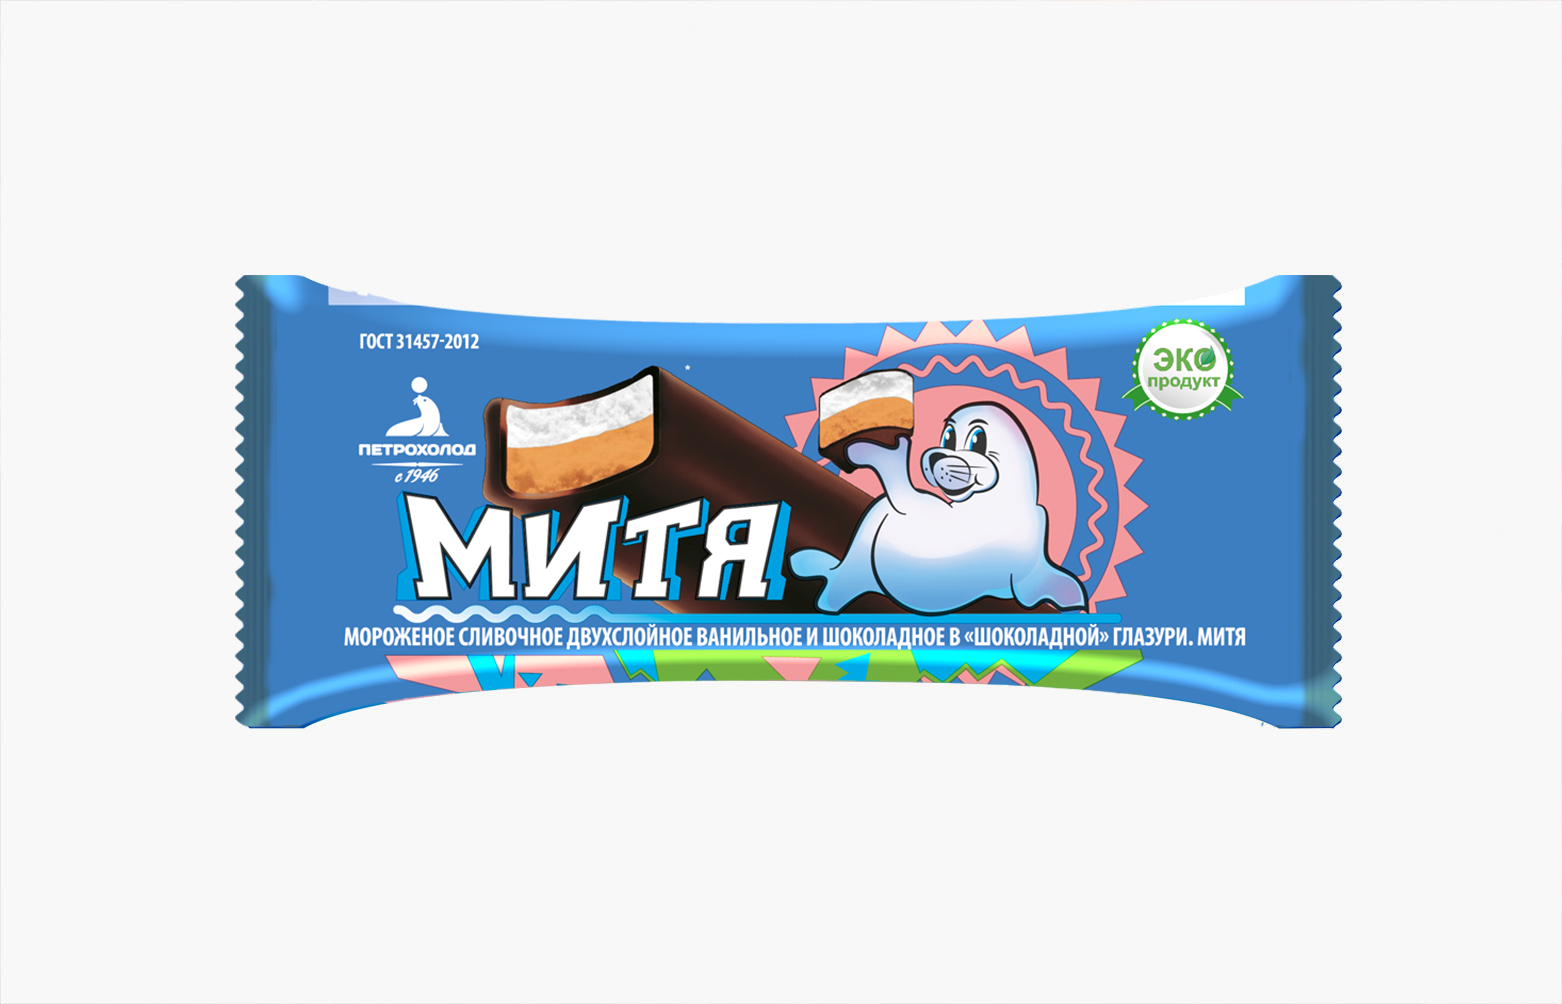 ГОСТ 31457-2012
ЭКО
продукт
ПЕТРОХОЛОД
с 1946
МИТЯ
МОРОЖЕНОЕ СЛИВОЧНОЕ ДВУХСЛОЙНОЕ ВАНИЛЬНОЕ И ШОКОЛАДНОЕ В «ШОКОЛАДНОЙ» ГЛАЗУРИ. МИТЯ